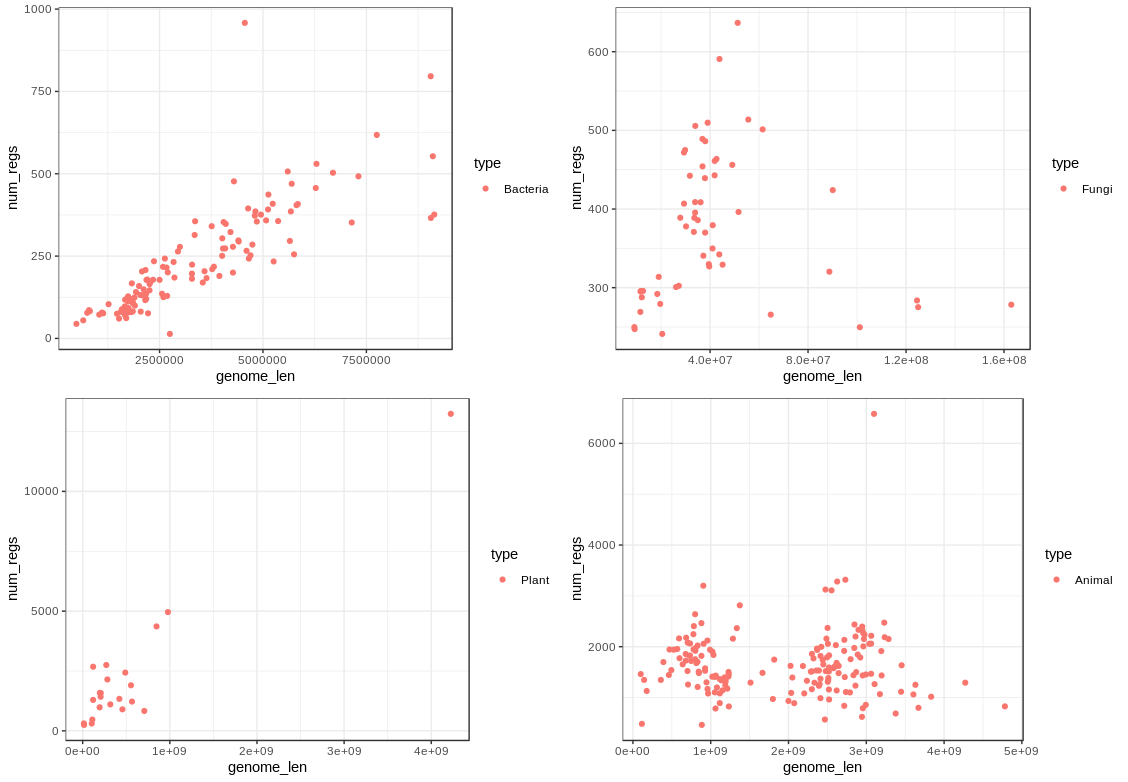 1000
750
500
250
0
num_regs
2500000 5000000 7500000
genome_len
type
Bacteria
600
500
400
300
num_regs
4.0e+07 8.0e+07 1.2e+08 1.6e+08
genome_len
type
Fungi
10000
5000
0
num_regs
0e+00 1e+09 2e+09 3e+09 4e+09
genome_len
type
Plant
6000
4000
2000
num_regs
0e+00 1e+09 2e+09 3e+09 4e+09 5e+09
genome_len
type
Animal